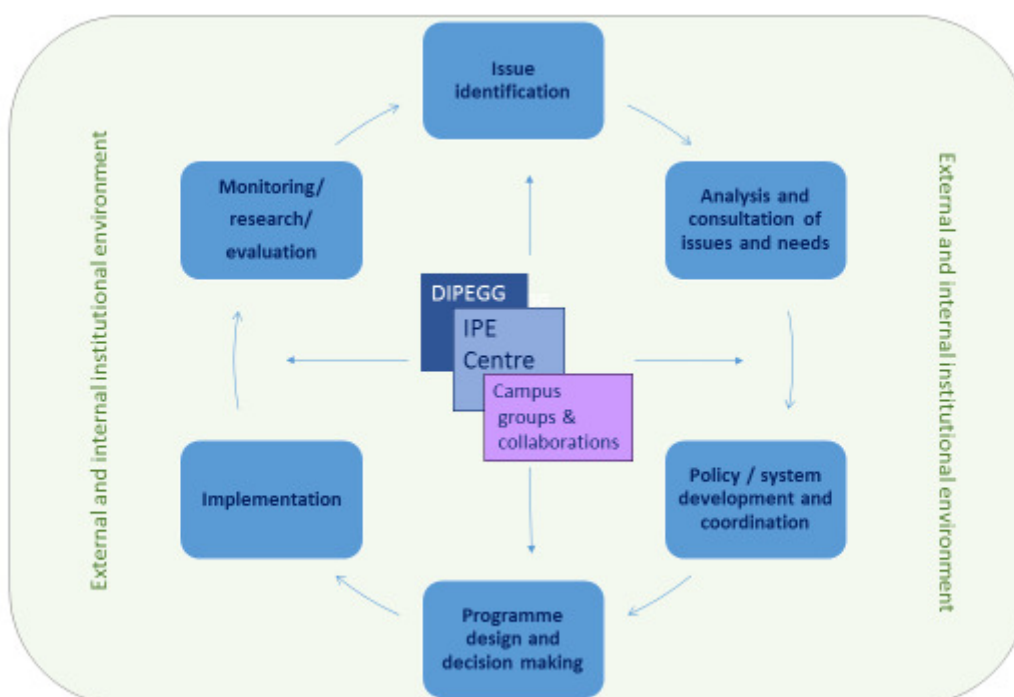 Issue
identification
Analysis and
consultation of
issues and needs
Policy / system
development and
coordination
Programme
design and
decision making
Implementation
Monitoring/
research/
evaluation
DIPEGG
IPE
Centre
Campus
groups &
collaborations
External and internal institutional environment
External and internal institutional environment